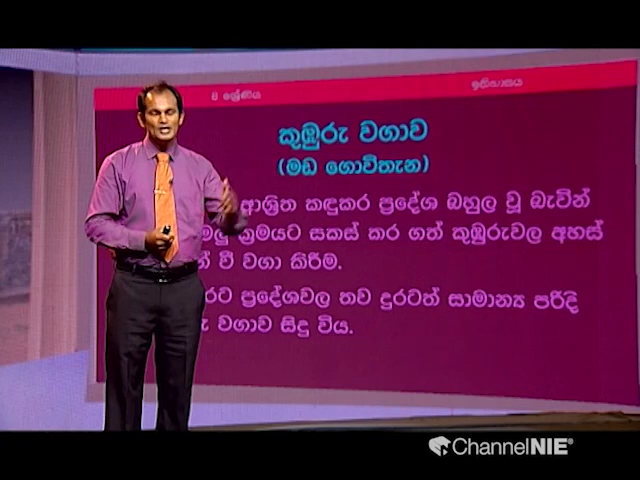 8 ශ්‍රේණිය
ඉතිහාසය
කුඹුරු වගාව
(මඩ ගොවිතැන)
ආශ්‍රිත කඳුකර ප්‍රදේශ බහුල වූ බැවින්
ක්‍රමයට සකස් කර ගත් කුඹුරුවල අහස්
වී වගා කිරීම.
ප්‍රදේශවල තව දුරටත් සාමාන්‍ය පරිදි
වගාව සිදු විය.
ChannelNIE